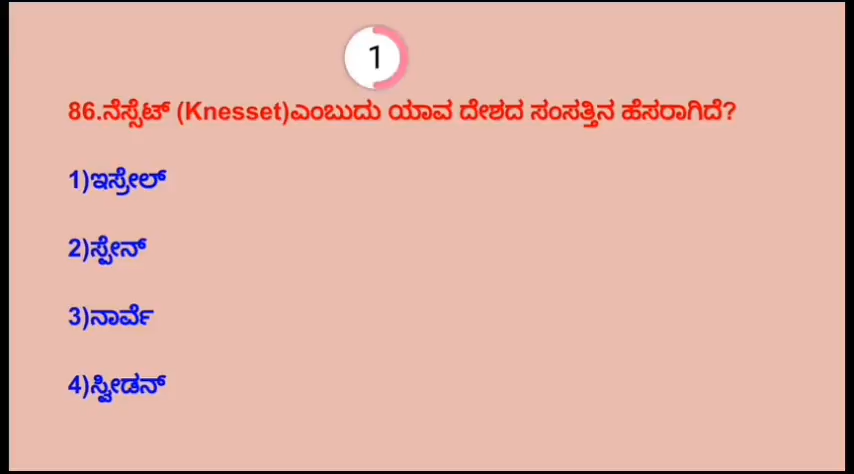 1
86.ನೆಸ್ಸೆಟ್ (Knesset)ಎಂಬುದು ಯಾವ ದೇಶದ ಸಂಸತ್ತಿನ ಹೆಸರಾಗಿದೆ?
1)ಇಸ್ರೇಲ್
2)ಸ್ಪೇನ್
3)ನಾರ್ವೆ
4)ಸ್ವೀಡನ್